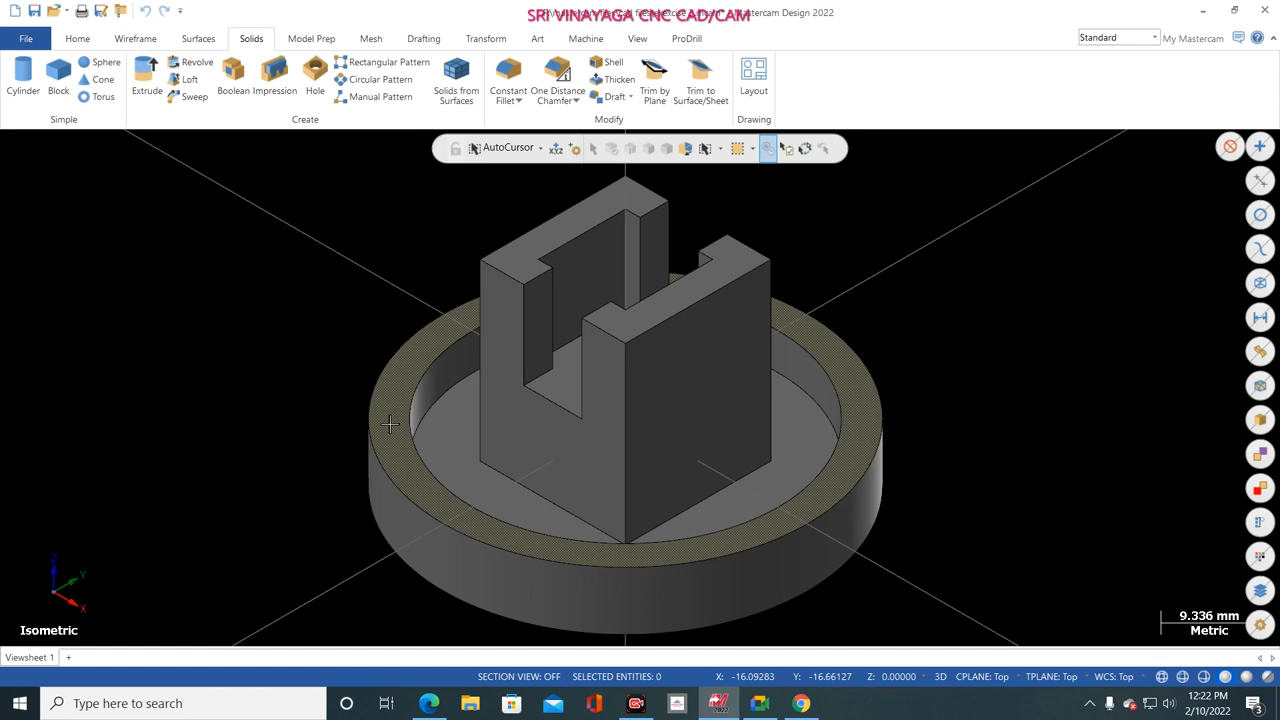 SRI VINAYAGA CNC CAD/CAM
Mastercam Design 2022
File Home Wireframe Surfaces Solids Model Prep Mesh Drafting Transform Art Machine View ProDrill
Standard My Mastercam
Cylinder Block Sphere Cone Torus
Simple
Extrude Revolve Loft Sweep Boolean Impression Hole Rectangular Pattern Circular Pattern Manual Pattern Solids from Surfaces
Create
Constant Fillet One Distance Chamfer Shell Thicken Draft Trim by Plane Trim to Surface/Sheet
Modify
Layout
Drawing
AutoCursor
Z
Y
X
Isometric
9.336 mm
Metric
Viewsheet 1 +
SECTION VIEW: OFF SELECTED ENTITIES: 0 X: -16.09283 Y: -16.66127 Z: 0.00000 3D CPLANE: Top TPLANE: Top WCS: Top
Type here to search
12:22 PM
2/10/2022
3